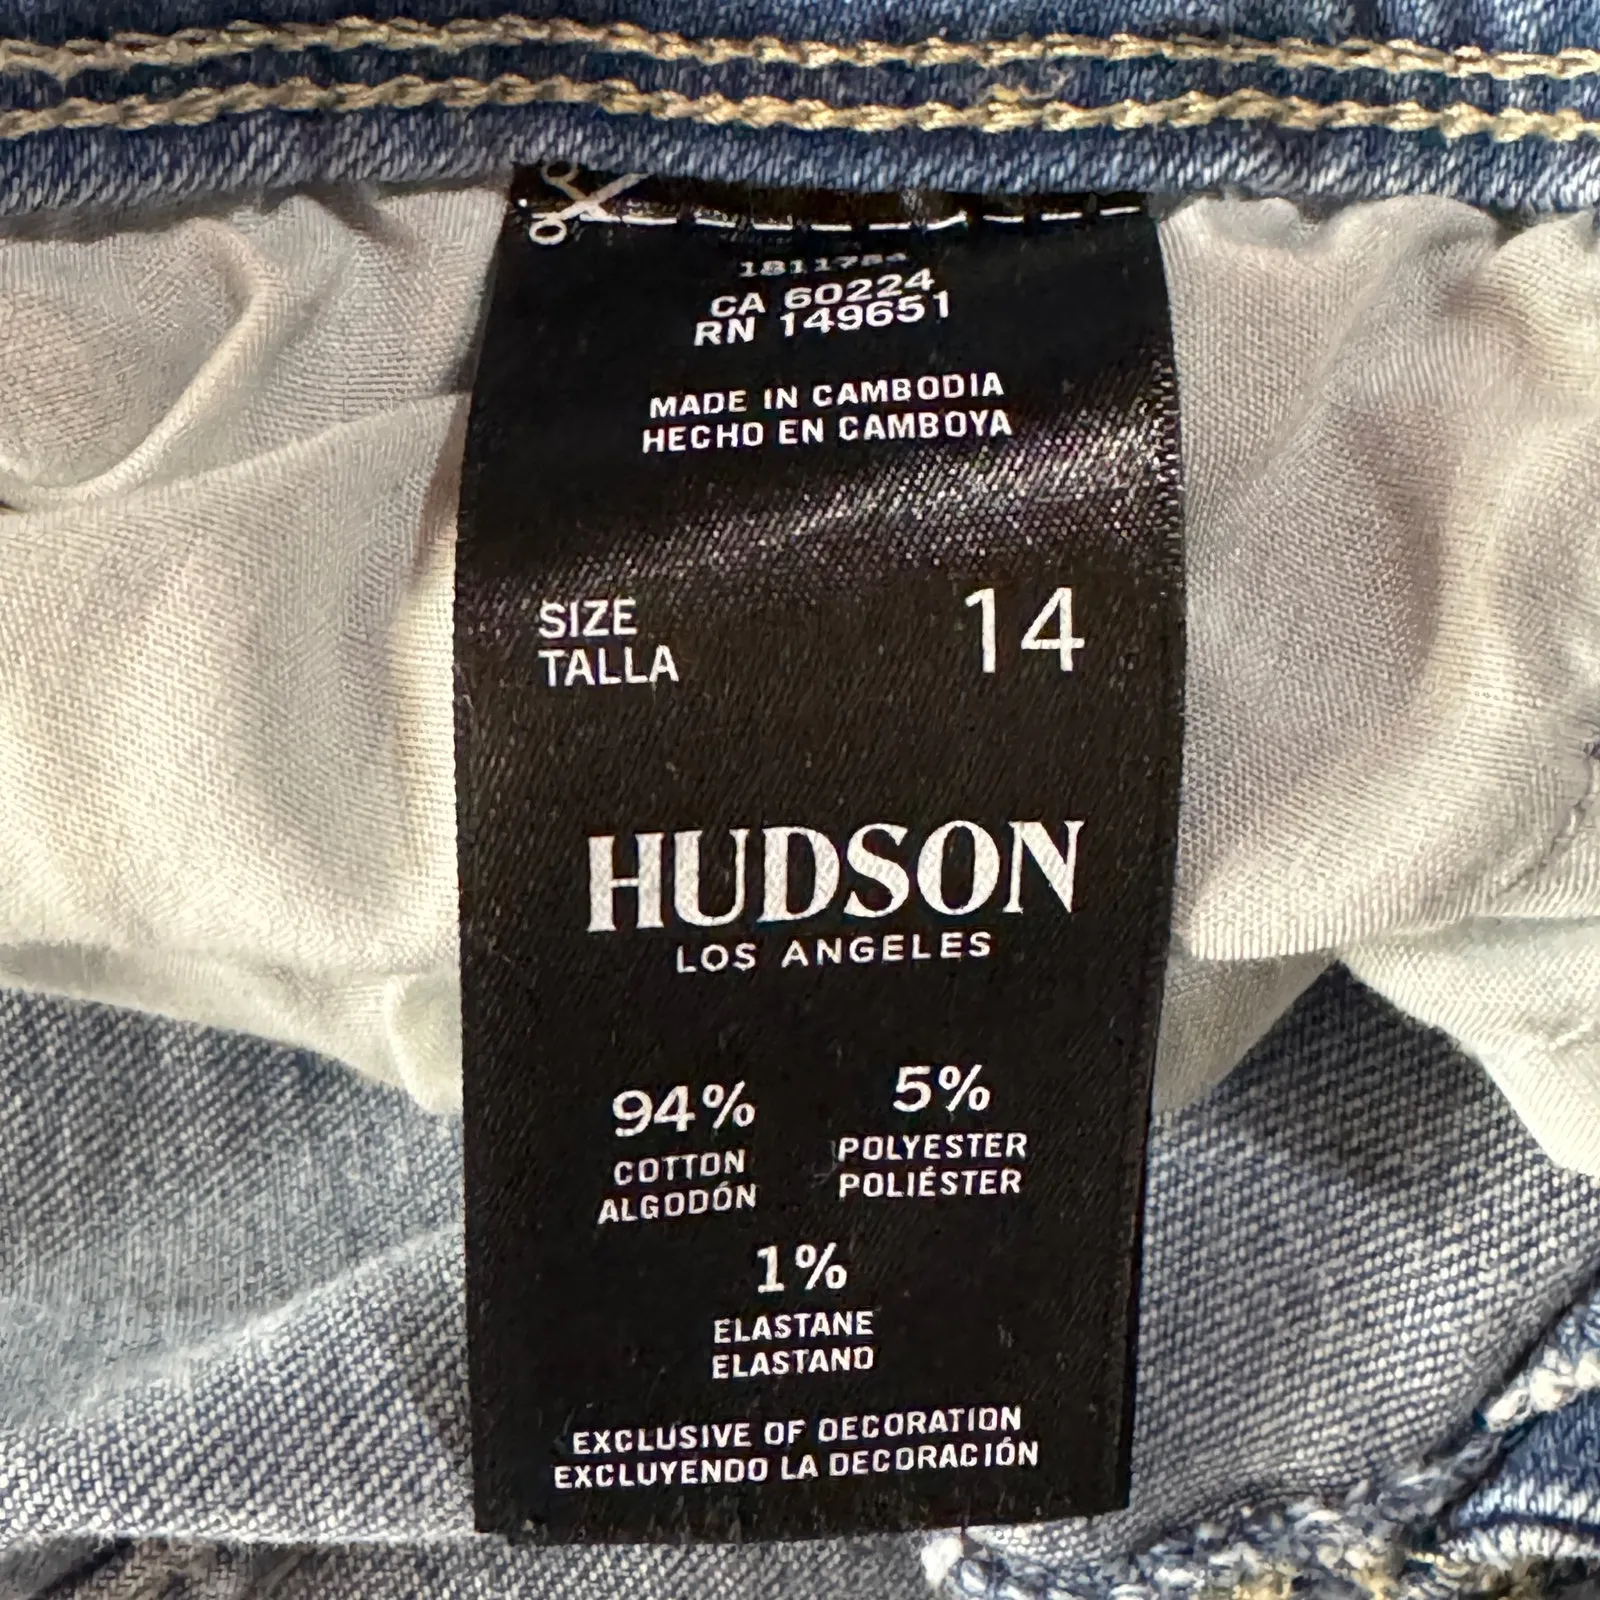 CA 60224
RN 149651
MADE IN CAMBODIA
HECHO EN CAMBOYA
SIZE 14
TALLA
HUDSON
LOS ANGELES
94%
COTTON
ALGODÓN
5%
POLYESTER
POLIÉSTER
1%
ELASTANE
ELASTANO
EXCLUSIVE OF DECORATION
EXCLUYENDO LA DECORACIÓN